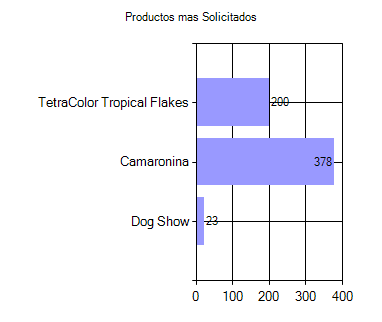 Productos mas Solicitados
TetraColor Tropical Flakes
200
Camaronina
378
Dog Show
23
0 100 200 300 400